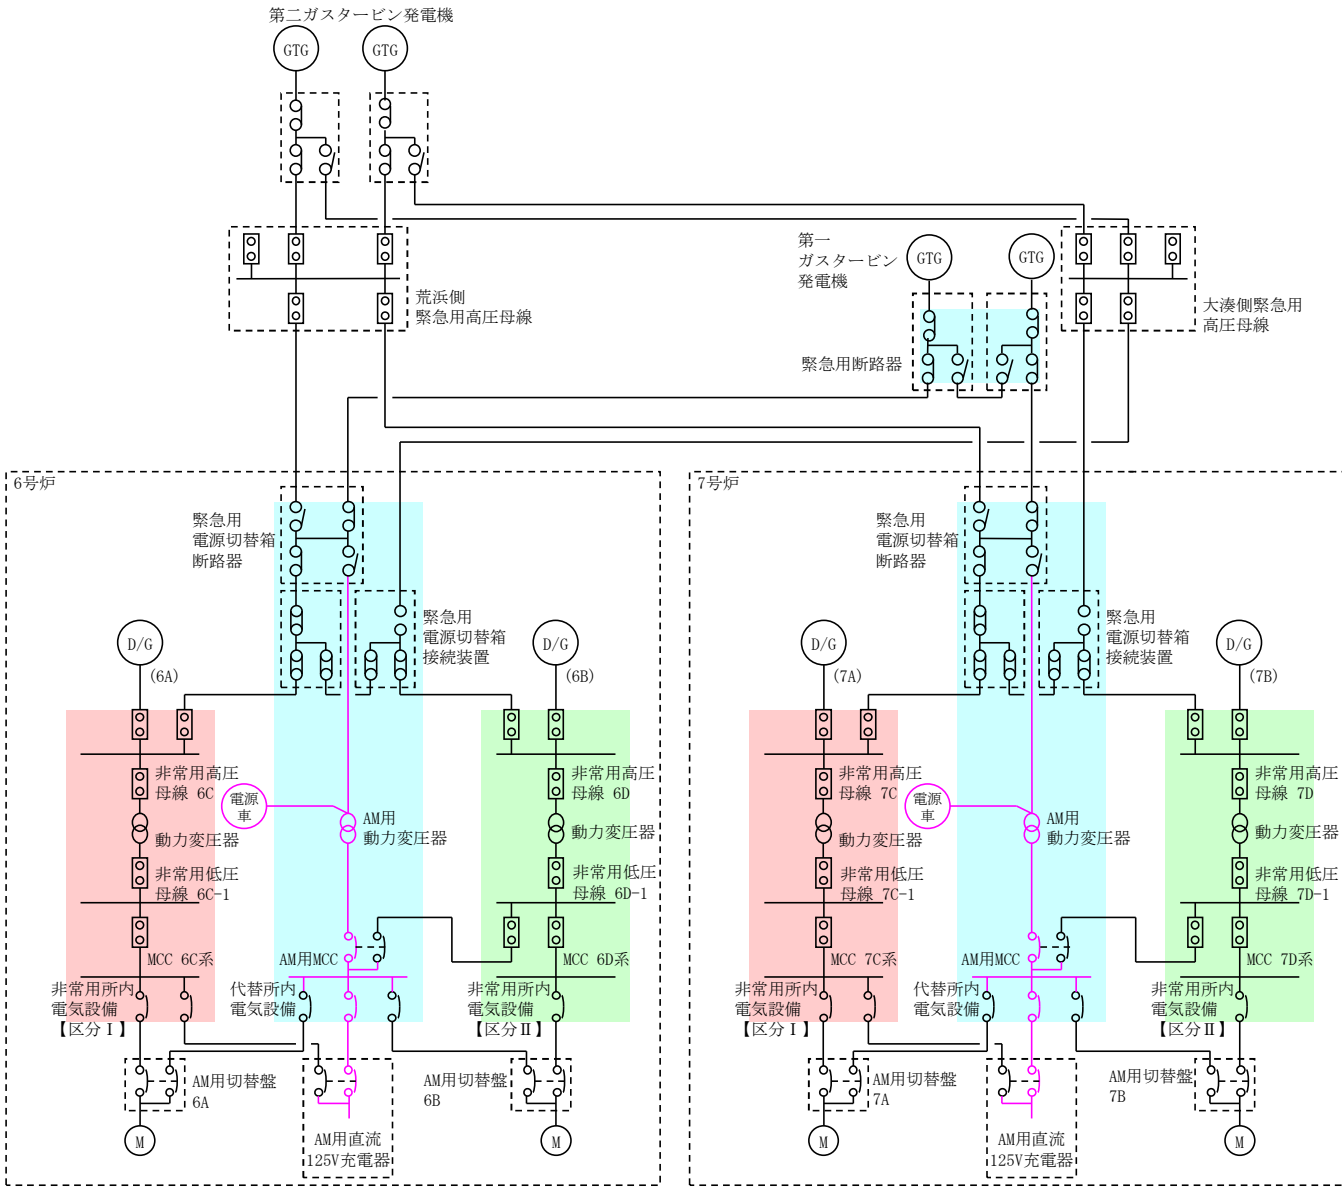 第二ガスタービン発電機
GTG
GTG
第一
ガスタービン
発電機
GTG
GTG
荒浜側
緊急用高圧母線
大湊側緊急用
高圧母線
緊急用断路器
6号炉
緊急用
電源切替箱
断路器
緊急用
電源切替箱
接続装置
D/G
(6A)
D/G
(6B)
非常用高圧
母線 6C
電源
車
AM用
動力変圧器
非常用高圧
母線 6D
動力変圧器
動力変圧器
非常用低圧
母線 6C-1
非常用低圧
母線 6D-1
MCC 6C系
AM用MCC
MCC 6D系
非常用所内
電気設備
【区分Ⅰ】
代替所内
電気設備
非常用所内
電気設備
【区分Ⅱ】
AM用切替盤
6A
AM用切替盤
6B
M
AM用直流
125V充電器
M
7号炉
緊急用
電源切替箱
断路器
緊急用
電源切替箱
接続装置
D/G
(7A)
D/G
(7B)
非常用高圧
母線 7C
電源
車
AM用
動力変圧器
非常用高圧
母線 7D
動力変圧器
動力変圧器
非常用低圧
母線 7C-1
非常用低圧
母線 7D-1
MCC 7C系
AM用MCC
MCC 7D系
非常用所内
電気設備
【区分Ⅰ】
代替所内
電気設備
非常用所内
電気設備
【区分Ⅱ】
AM用切替盤
7A
AM用切替盤
7B
M
AM用直流
125V充電器
M